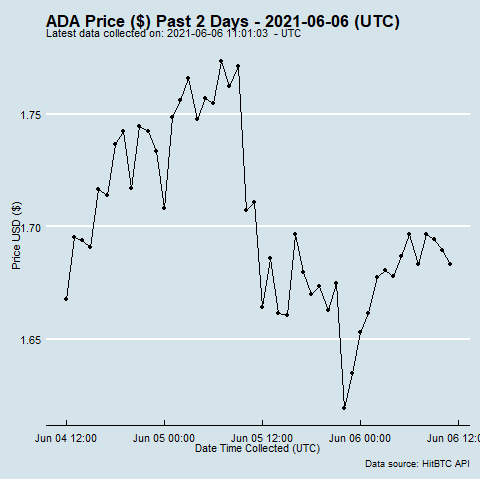 ADA Price ($) Past 2 Days - 2021-06-06 (UTC)
Latest data collected on: 2021-06-06 11:01:03 - UTC
1.75
1.70
1.65
Price USD ($)
Jun 04 12:00 Jun 05 00:00 Jun 05 12:00 Jun 06 00:00 Jun 06 12:
Date Time Collected (UTC)
Data source: HitBTC API